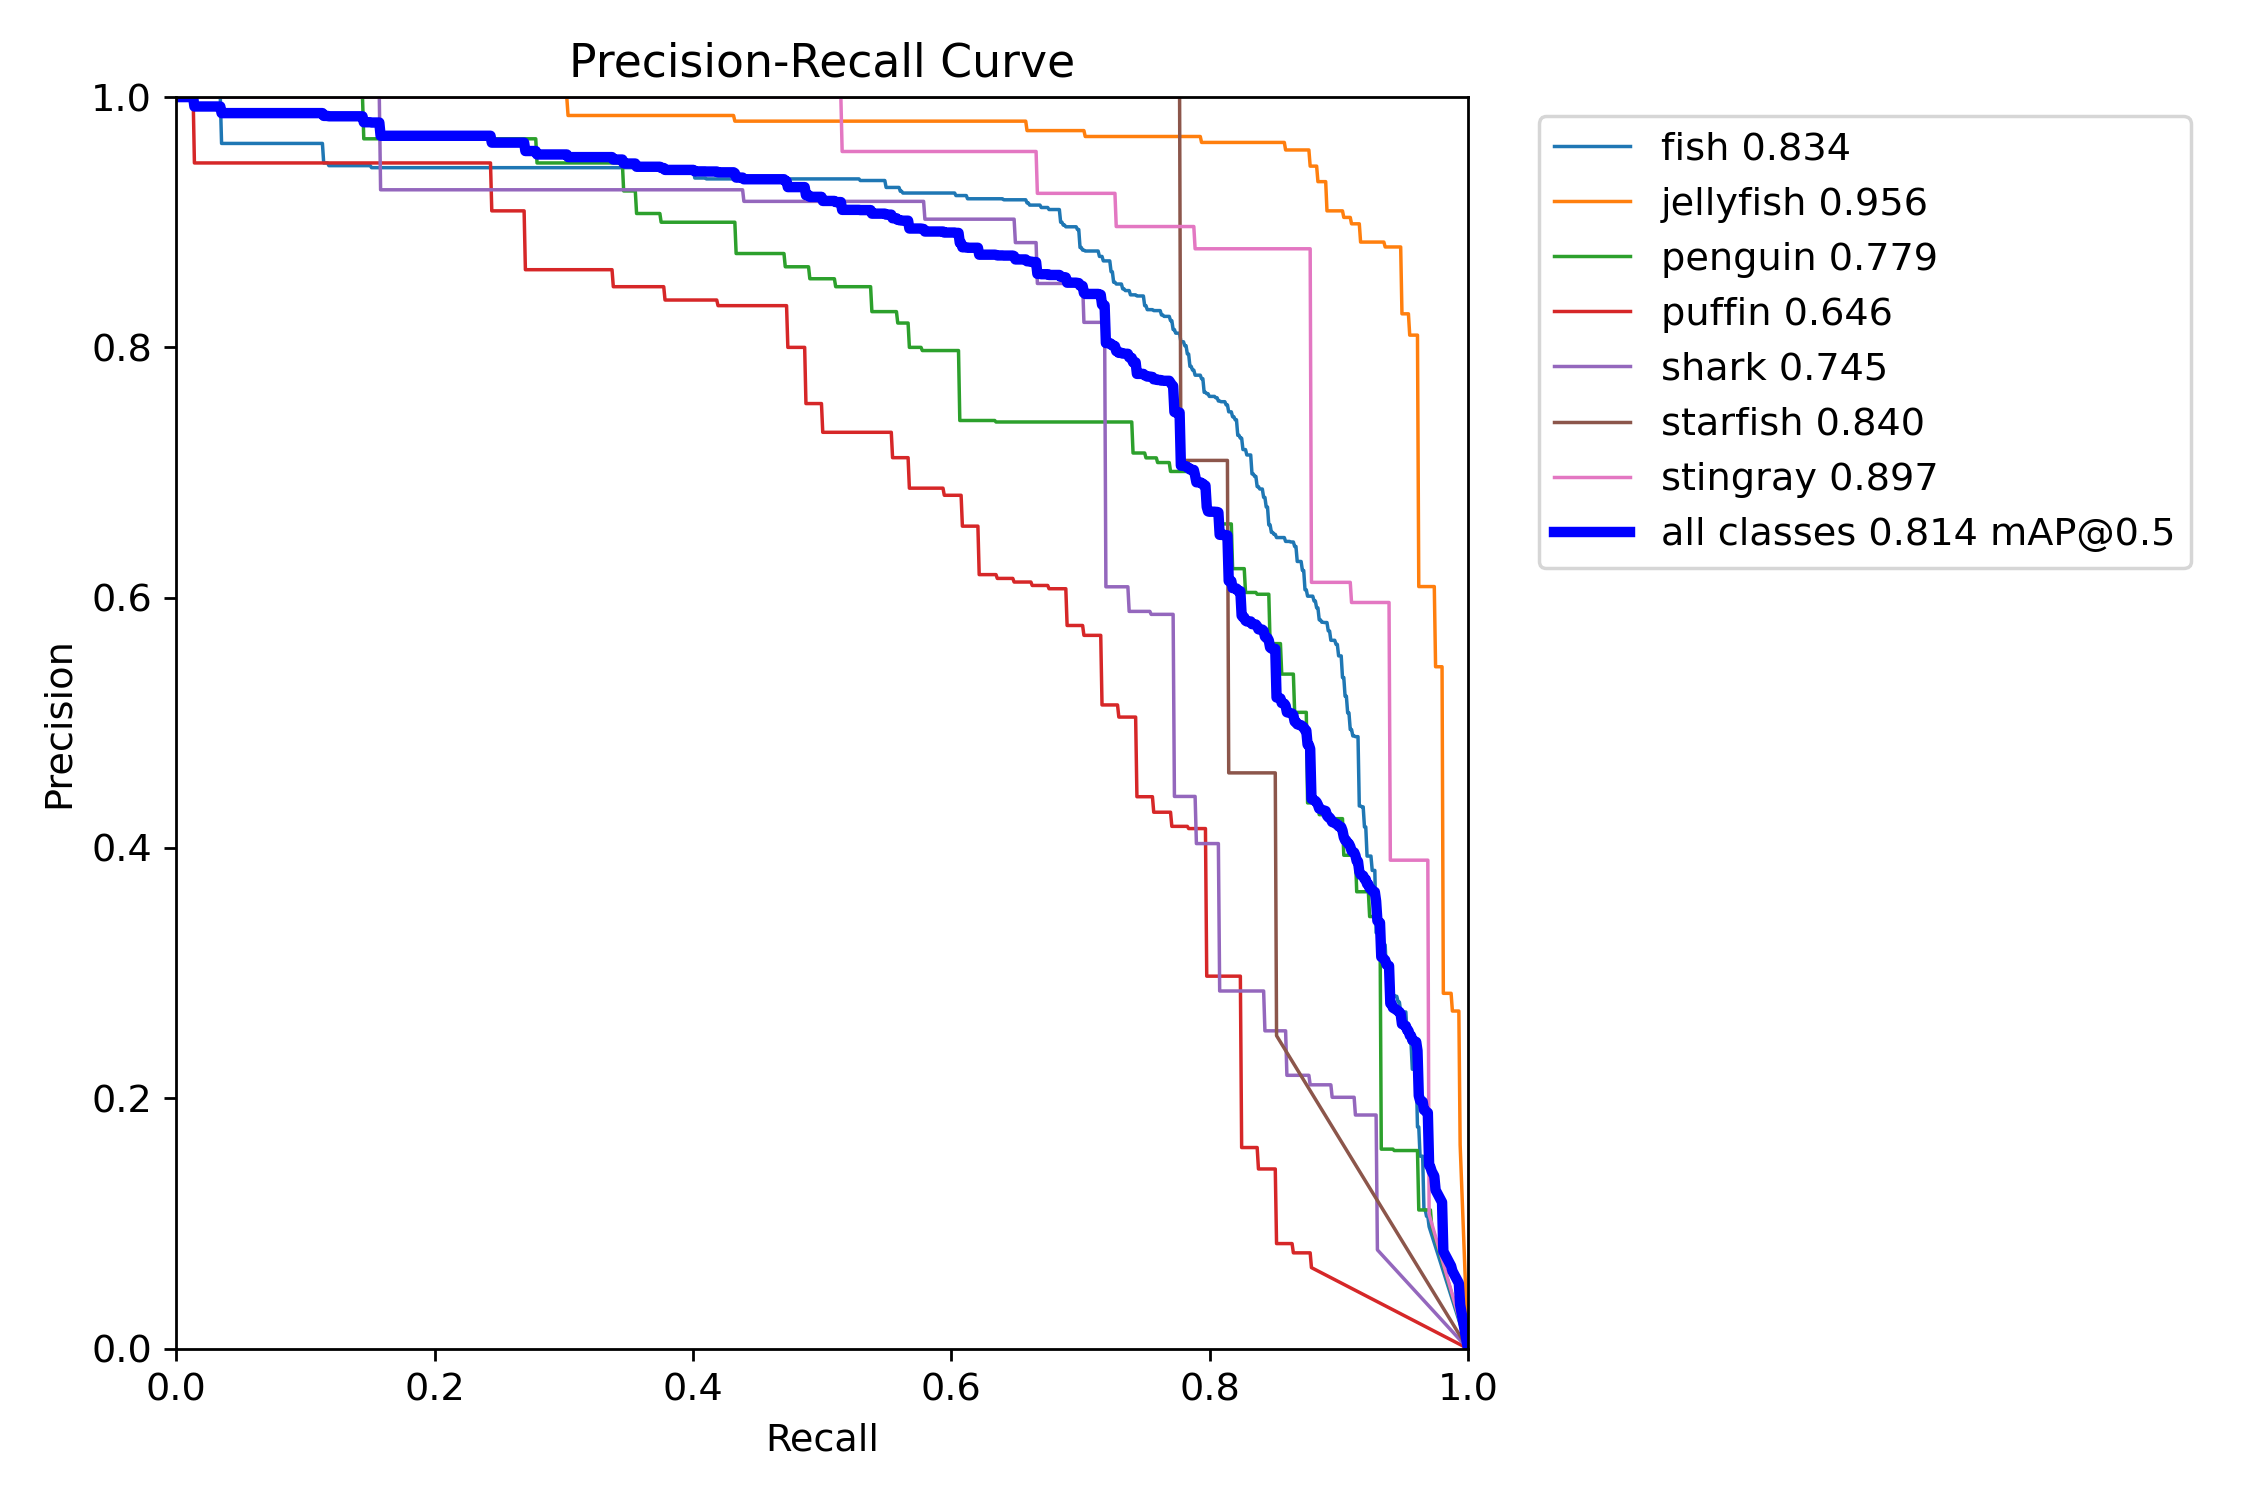 Precision-Recall Curve
1.0
0.8
0.6
0.4
0.2
0.0
Precision
0.0 0.2 0.4 0.6 0.8 1.0
Recall
fish 0.834
jellyfish 0.956
penguin 0.779
puffin 0.646
shark 0.745
starfish 0.840
stingray 0.897
all classes 0.814 mAP@0.5